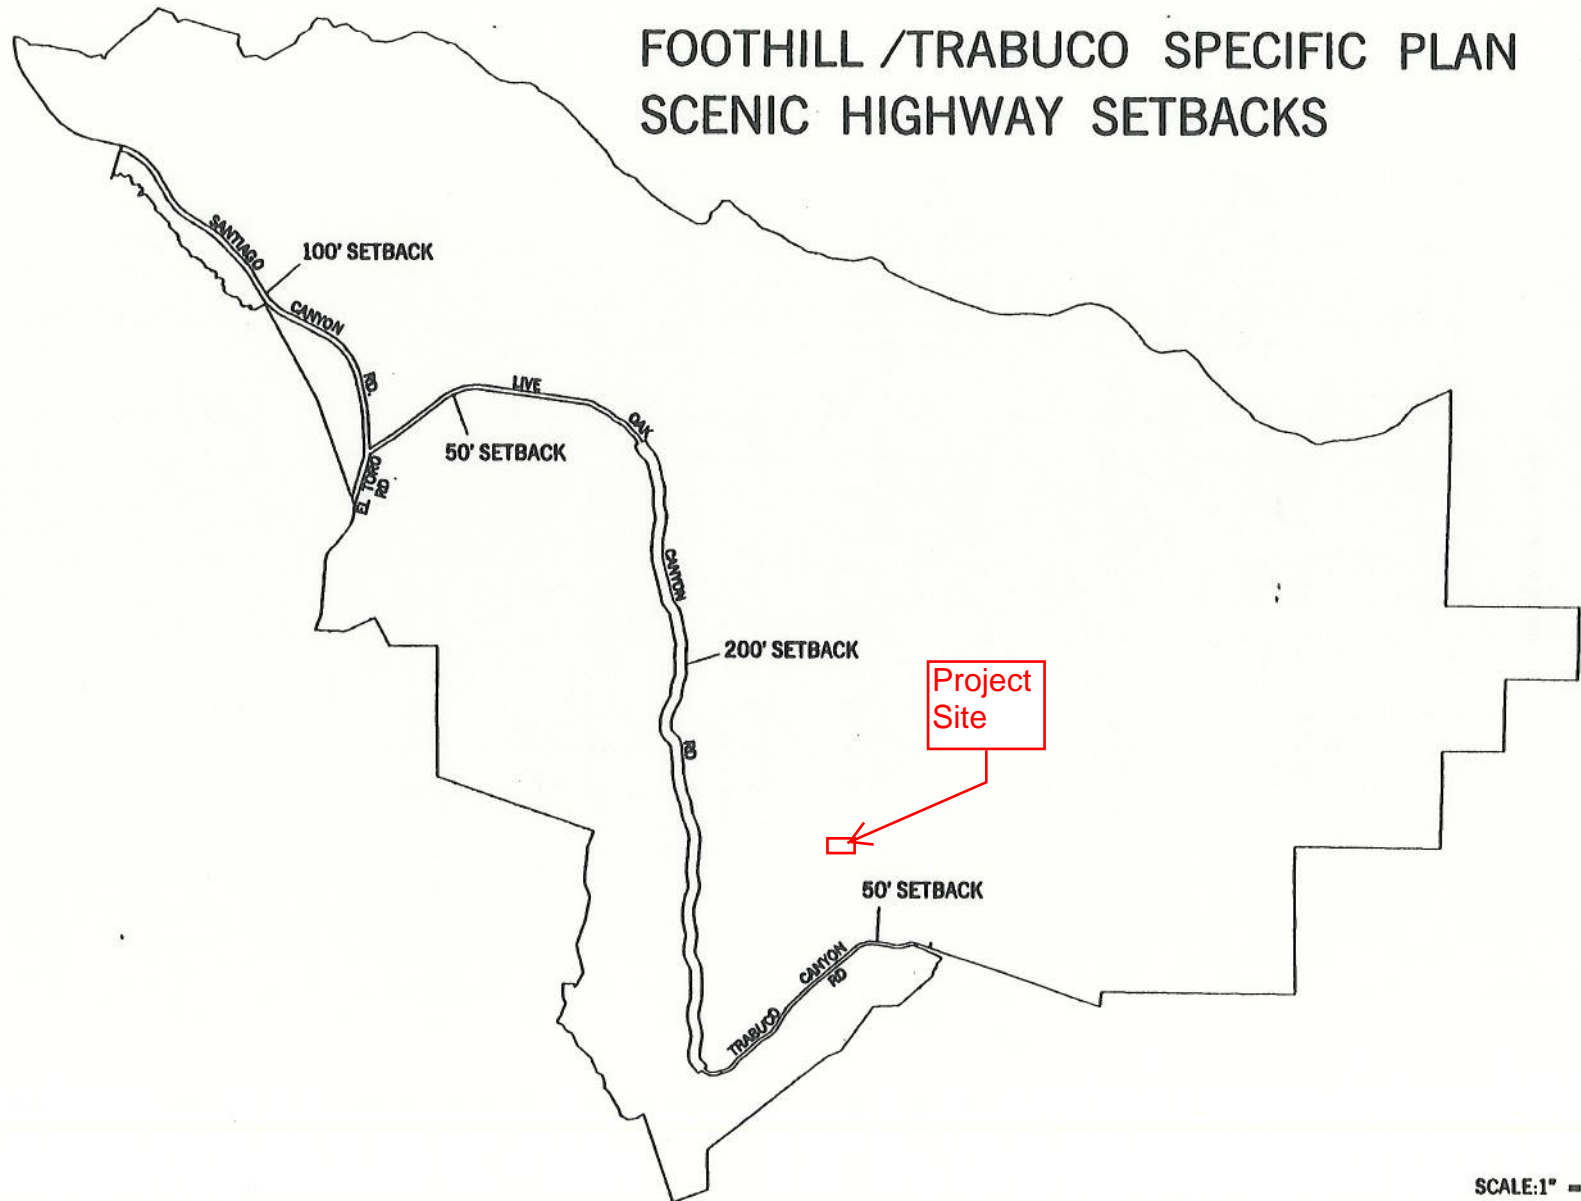 FOOTHILL /TRABUCO SPECIFIC PLAN
SCENIC HIGHWAY SETBACKS
SANTIAGO
100' SETBACK
CANYON
RD.
LIVE
OAK
50' SETBACK
EL TORO
RD
CANYON
200' SETBACK
Project
Site
RD
50' SETBACK
CANYON
RD
TRABUCO
SCALE:1" =